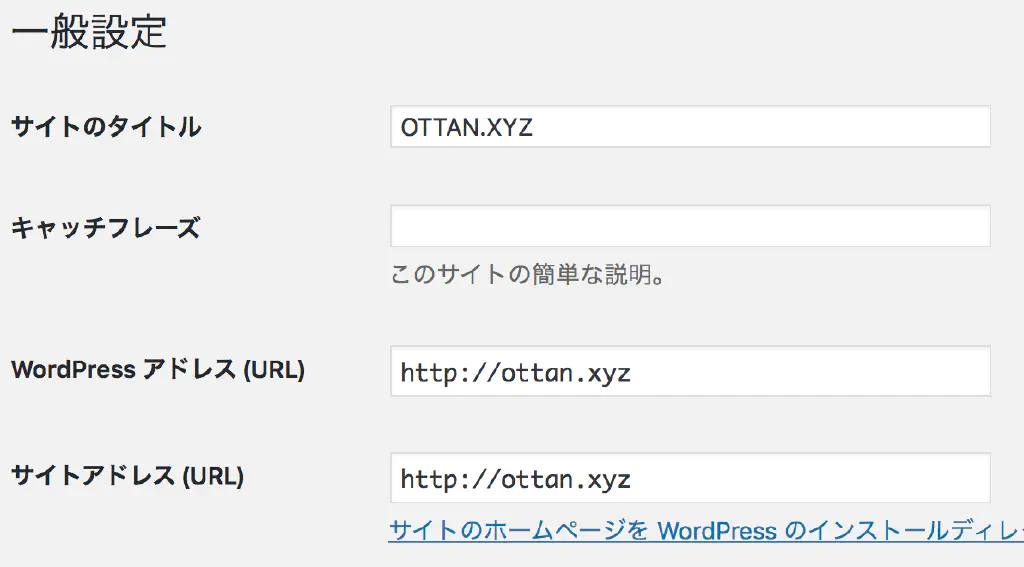 一般設定
サイトのタイトル OTTAN.XYZ
キャッチフレーズ
このサイトの簡単な説明。
WordPress アドレス (URL) http://ottan.xyz
サイトアドレス (URL) http://ottan.xyz
サイトのホームページを WordPress のインストールディレ